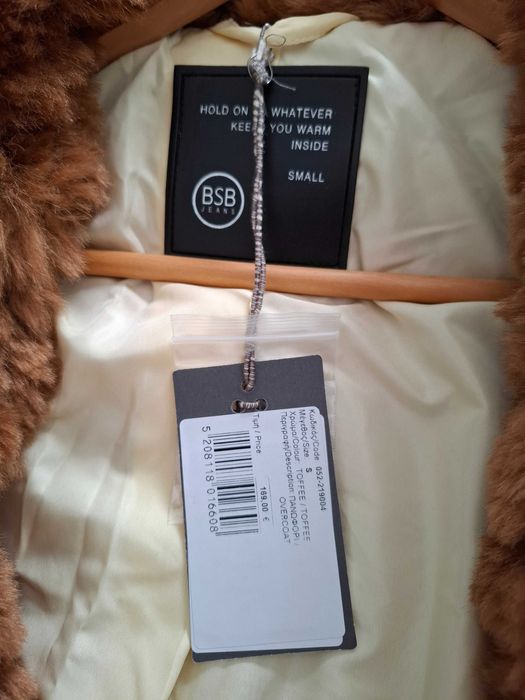 HOLD ON TO WHATEVER
KEEPS YOU WARM
INSIDE
SMALL
BSB
JEANS
Κωδικός/Code 052-219004
Μέγεθος/Size S
Χρώμα/Colour TOFFEE / TOFFEE
Περιγραφή/Description: ΠΑΝΩΦΟΡΙ /
OVERCOAT
Τιμή / Price
169.00 €
5 208118 016608